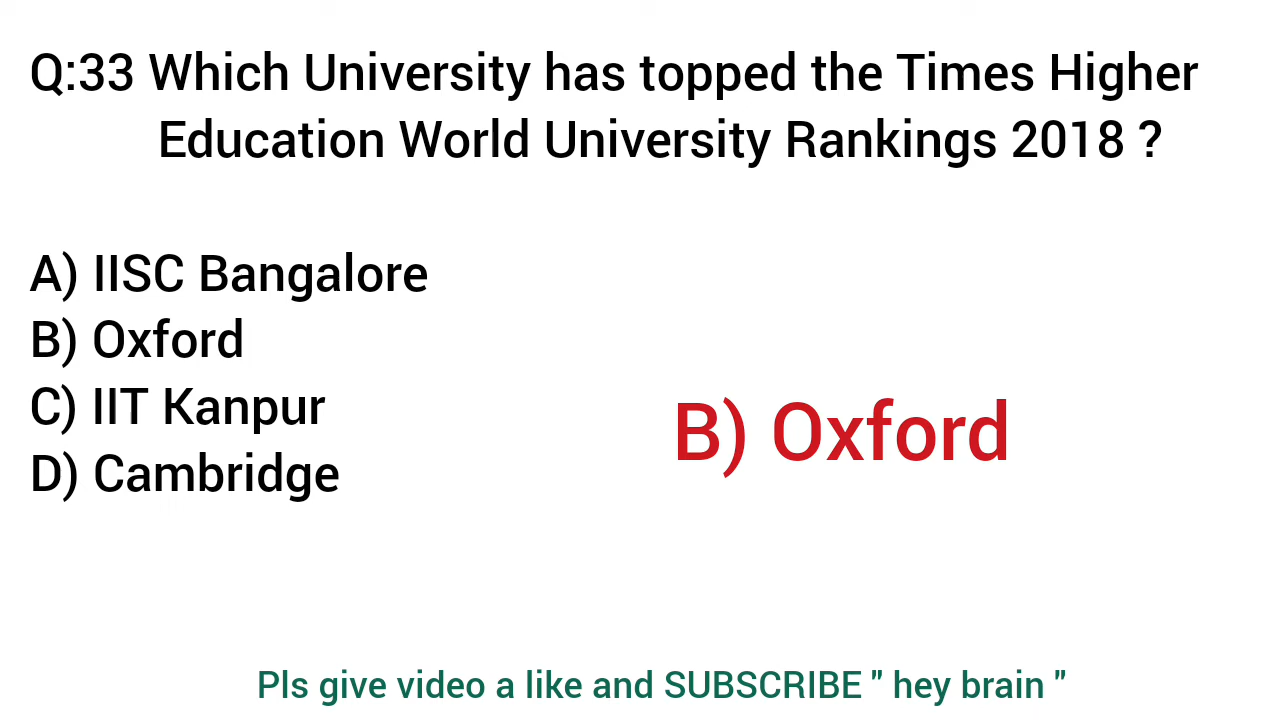 Q:33 Which University has topped the Times Higher
Education World University Rankings 2018 ?
A) IISC Bangalore
B) Oxford
C) IIT Kanpur
D) Cambridge
B) Oxford
Pls give video a like and SUBSCRIBE " hey brain "